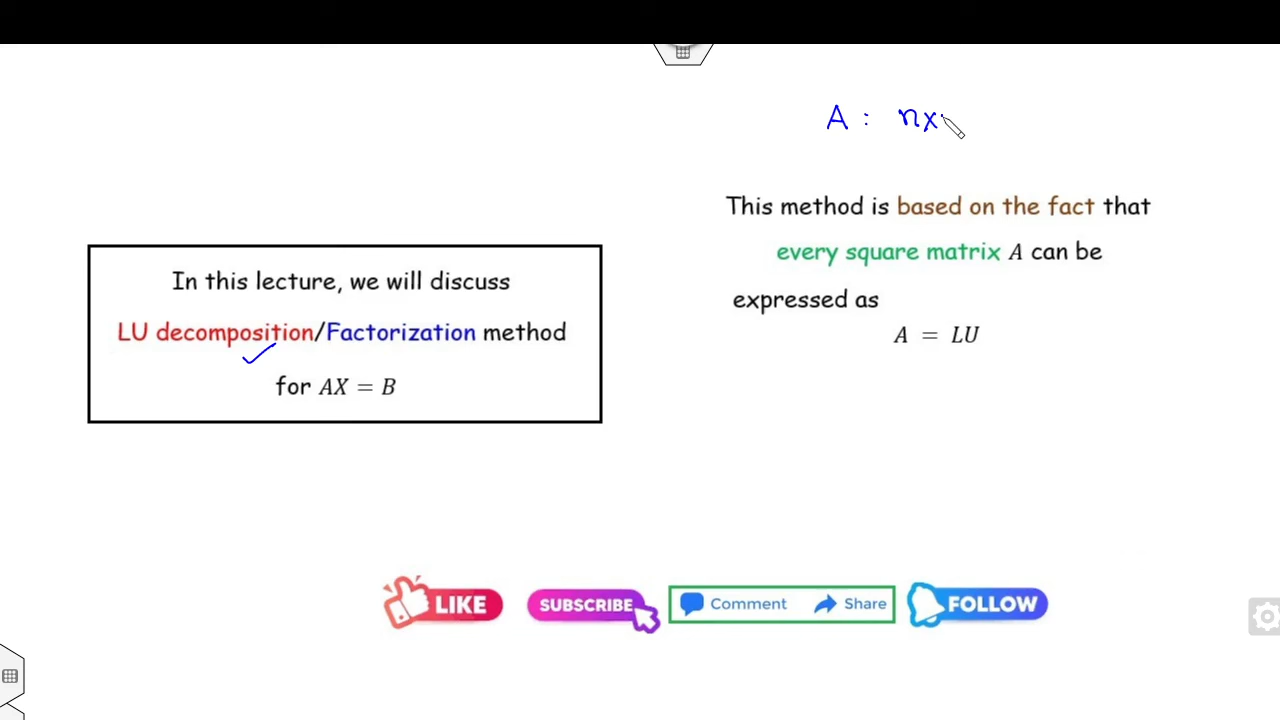 A : nx
This method is based on the fact that
every square matrix A can be
expressed as
A = LU
In this lecture, we will discuss
LU decomposition/Factorization method
for AX = B
LIKE
SUBSCRIBE
Comment Share
FOLLOW